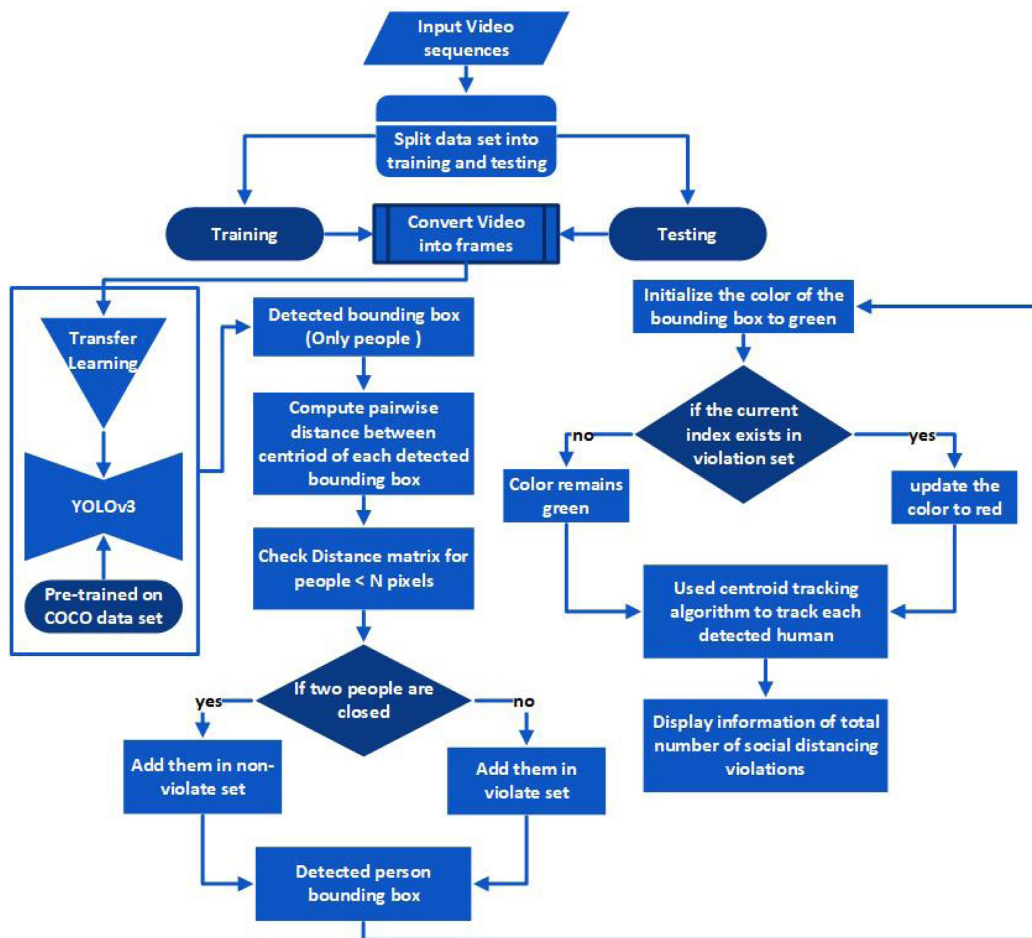 Input Video
sequences
Split data set into
training and testing
Training
Convert Video
into frames
Testing
Transfer
Learning
YOLOv3
Pre-trained on
COCO data set
Detected bounding box
(Only people )
Compute pairwise
distance between
centriod of each detected
bounding box
Check Distance matrix for
people < N pixels
If two people are
closed
yes
no
Add them in non-
violate set
Add them in
violate set
Detected person
bounding box
Initialize the color of the
bounding box to green
if the current
index exists in
violation set
no
yes
Color remains
green
update the
color to red
Used centroid tracking
algorithm to track each
detected human
Display information of total
number of social distancing
violations